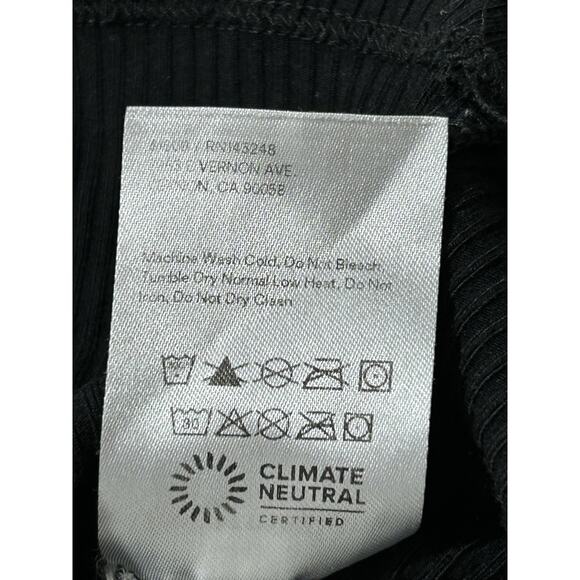 RN143248
VERNON AVE.
CA 90058
Machine Wash Cold, Do Not Bleach,
Tumble Dry Normal Low Heat, Do Not
Iron, Do Not Dry Clean
30
CLIMATE
NEUTRAL
CERTIFIED